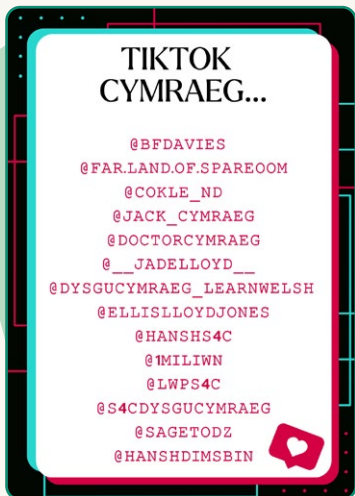 TIKTOK
CYMRAEG...
@BFDAVIES
@FAR.LAND.OF.SPAREOOM
@COKLE_ND
@JACK_CYMRAEG
@DOCTORCYMRAEG
@__JADELLOYD__
@DYSGUCYMRAEG_LEARNWELSH
@ELLISLLOYDJONES
@HANSHS4C
@1MILIWN
@LWPS4C
@S4CDYSGUCYMRAEG
@SAGETODZ
@HANSHDIMSBIN